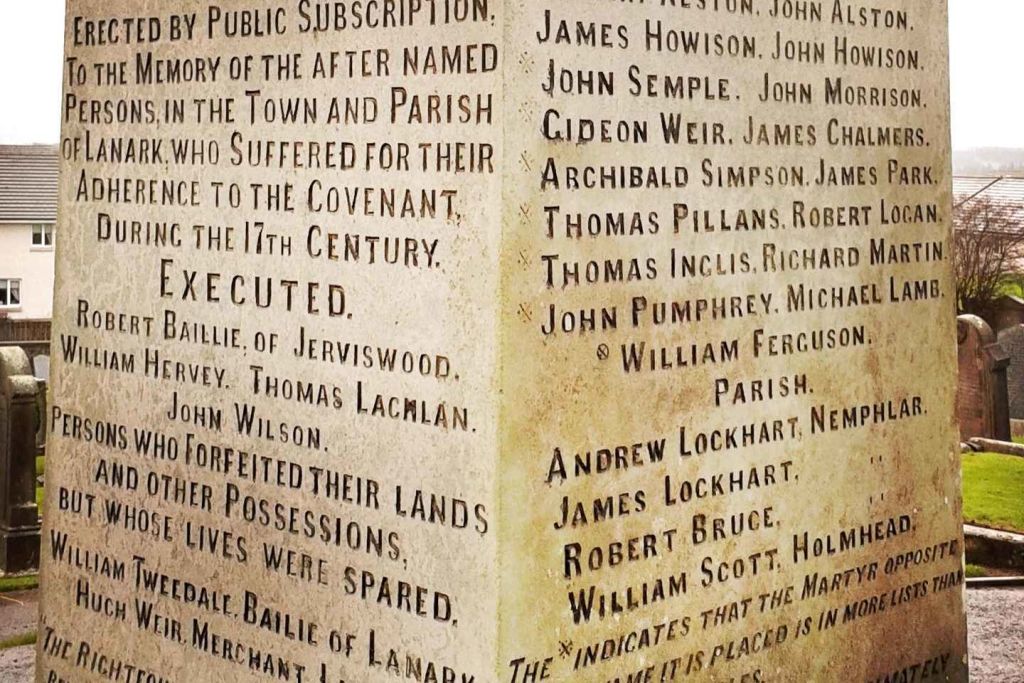 ERECTED BY PUBLIC SUBSCRIPTION,
TO THE MEMORY OF THE AFTER NAMED
PERSONS, IN THE TOWN AND PARISH
OF LANARK, WHO SUFFERED FOR THEIR
ADHERENCE TO THE COVENANT,
DURING THE 17TH CENTURY.
EXECUTED.
ROBERT BAILLIE, OF JERVISWOOD.
WILLIAM HERVEY. THOMAS LACHLAN.
JOHN WILSON.
PERSONS WHO FORFEITED THEIR LANDS
AND OTHER POSSESSIONS,
BUT WHOSE LIVES WERE SPARED.
WILLIAM TWEEDALE, BAILIE OF LANARK
HUGH WEIR, MERCHANT
"THE
ALSTON, JOHN ALSTON.
JAMES HOWISON, JOHN HOWISON.
* JOHN SEMPLE. JOHN MORRISON.
GIDEON WEIR, JAMES CHALMERS.
* ARCHIBALD SIMPSON, JAMES PARK.
* THOMAS PILLANS, ROBERT LOGAN.
* THOMAS INGLIS, RICHARD MARTIN.
* JOHN PUMPHREY, MICHAEL LAMB.
* WILLIAM FERGUSON.
PARISH.
ANDREW LOCKHART, NEMPHLAR.
JAMES LOCKHART, "
ROBERT BRUCE, "
WILLIAM SCOTT, HOLMHEAD.
THE * INDICATES THAT THE MARTYR OPPOSITE
NAME IT IS PLACED IS IN MORE LISTS THAN